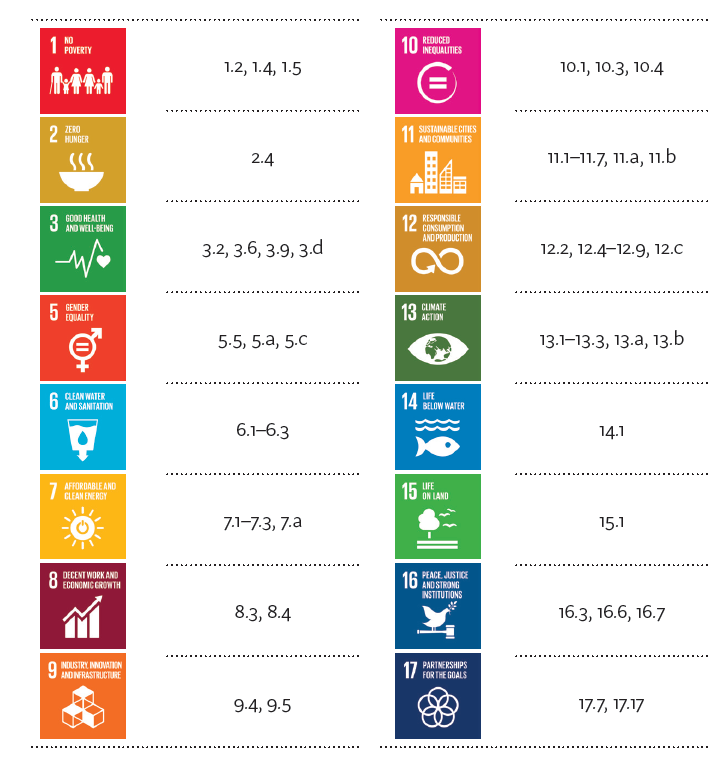 1 NO
POVERTY
1.2, 1.4, 1.5
2 ZERO
HUNGER
2.4
3 GOOD HEALTH
AND WELL-BEING
3.2, 3.6, 3.9, 3.d
5 GENDER
EQUALITY
5.5, 5.a, 5.c
6 CLEAN WATER
AND SANITATION
6.1–6.3
7 AFFORDABLE AND
CLEAN ENERGY
7.1–7.3, 7.a
8 DECENT WORK AND
ECONOMIC GROWTH
8.3, 8.4
9 INDUSTRY, INNOVATION
AND INFRASTRUCTURE
9.4, 9.5
10 REDUCED
INEQUALITIES
10.1, 10.3, 10.4
11 SUSTAINABLE CITIES
AND COMMUNITIES
11.1–11.7, 11.a, 11.b
12 RESPONSIBLE
CONSUMPTION
AND PRODUCTION
12.2, 12.4–12.9, 12.c
13 CLIMATE
ACTION
13.1–13.3, 13.a, 13.b
14 LIFE
BELOW WATER
14.1
15 LIFE
ON LAND
15.1
16 PEACE, JUSTICE
AND STRONG
INSTITUTIONS
16.3, 16.6, 16.7
17 PARTNERSHIPS
FOR THE GOALS
17.7, 17.17